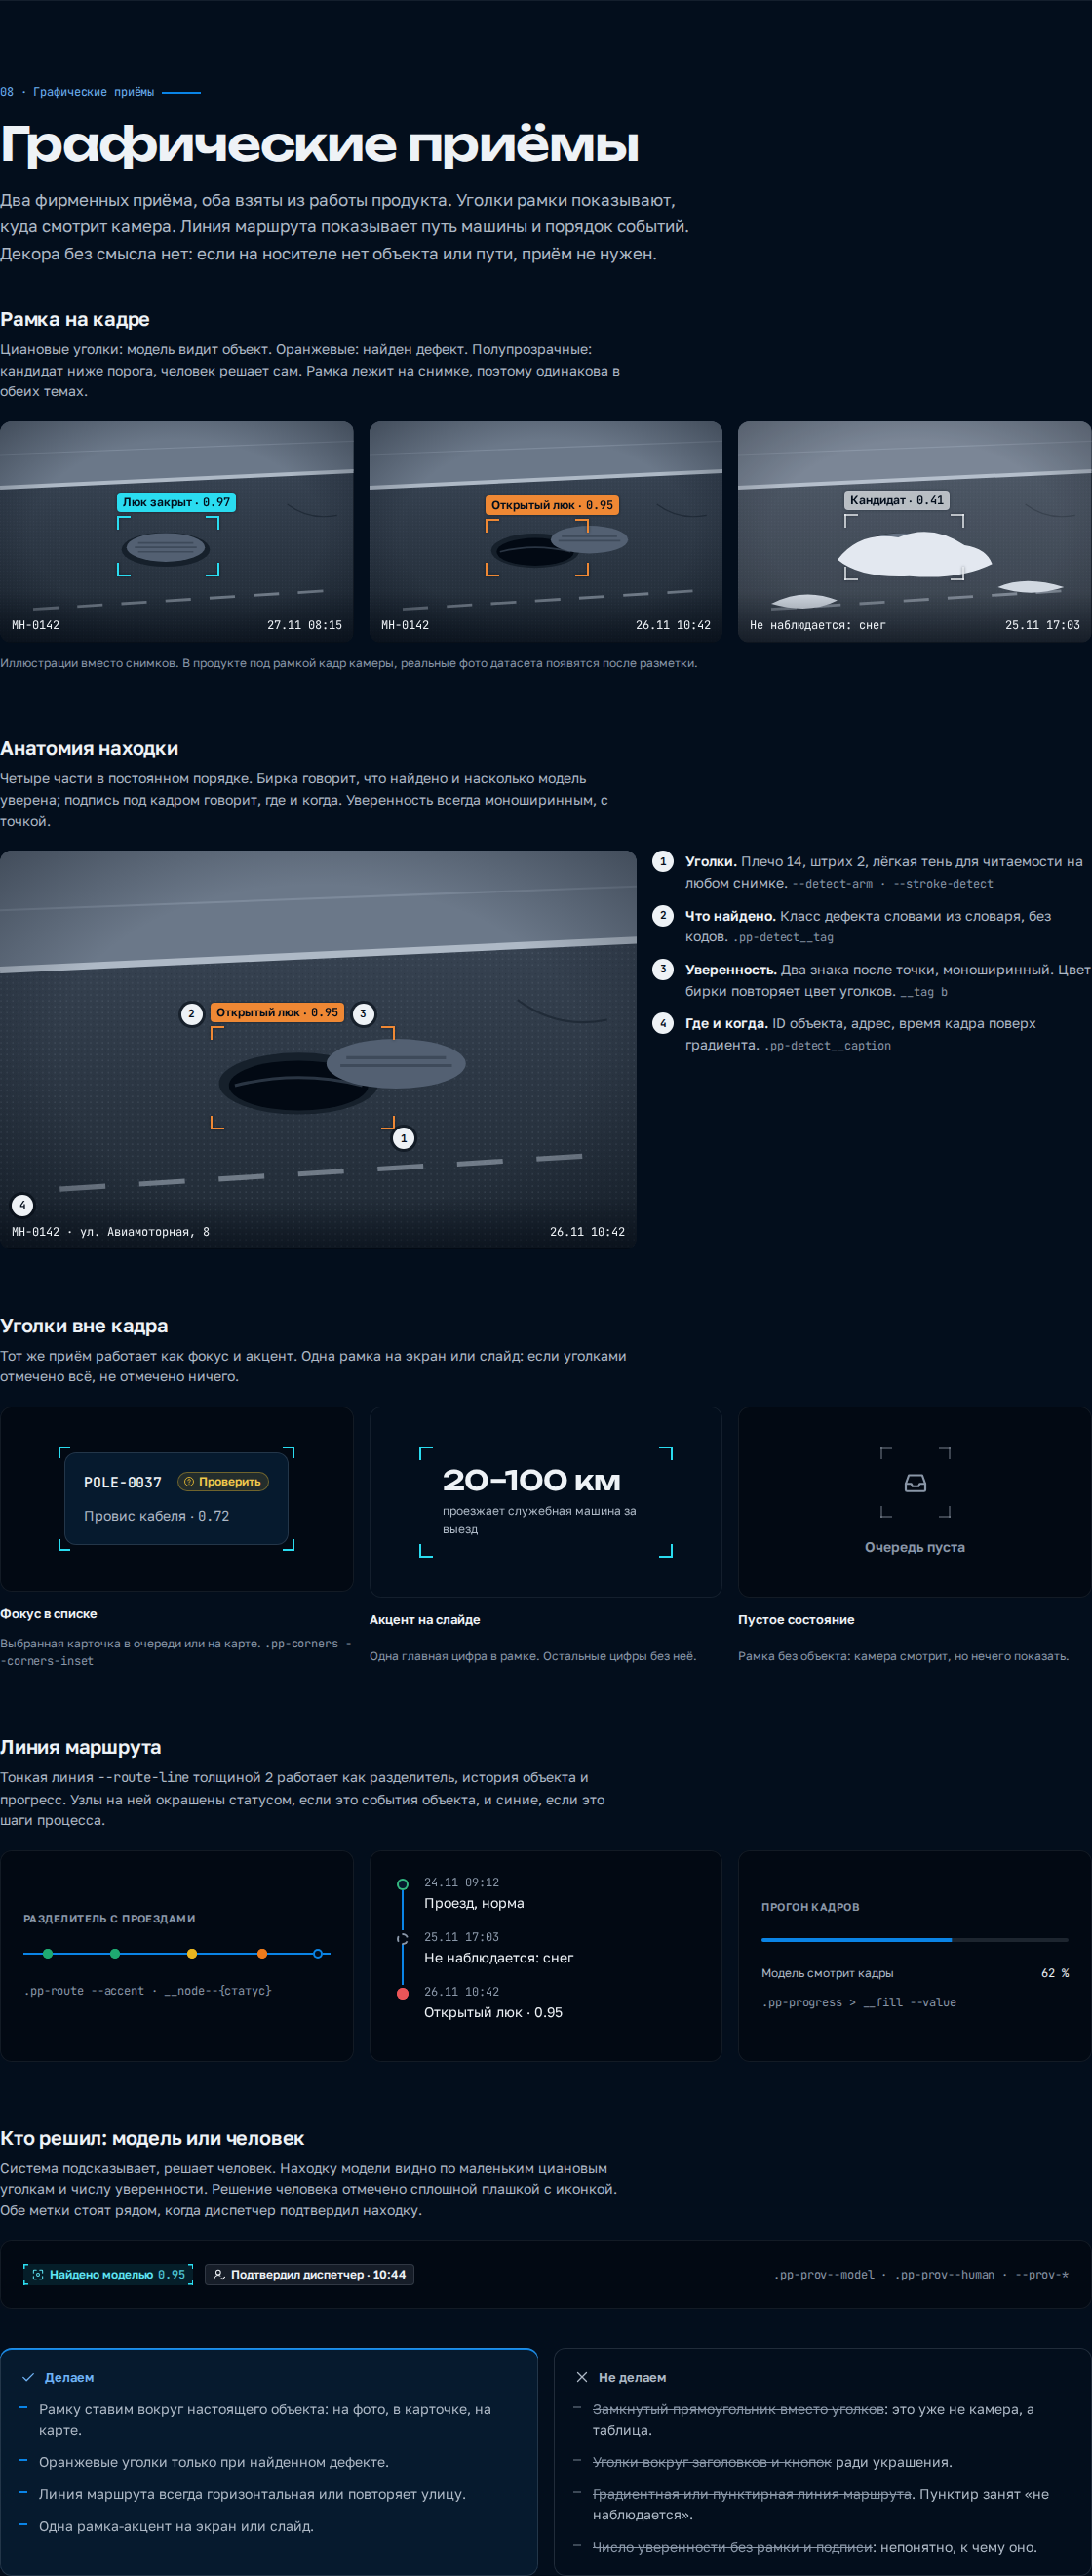 08 · Графические приёмы
Графические приёмы
Два фирменных приёма, оба взяты из работы продукта. Уголки рамки показывают,
куда смотрит камера. Линия маршрута показывает путь машины и порядок событий.
Декора без смысла нет: если на носителе нет объекта или пути, приём не нужен.
Рамка на кадре
Циановые уголки: модель видит объект. Оранжевые: найден дефект. Полупрозрачные:
кандидат ниже порога, человек решает сам. Рамка лежит на снимке, поэтому одинакова в
обеих темах.
Люк закрыт · 0.97
MH-0142
27.11 08:15
Открытый люк · 0.95
MH-0142
26.11 10:42
Кандидат · 0.41
Не наблюдается: снег
25.11 17:03
Иллюстрации вместо снимков. В продукте под рамкой кадр камеры, реальные фото датасета появятся после разметки.
Анатомия находки
Четыре части в постоянном порядке. Бирка говорит, что найдено и насколько модель
уверена; подпись под кадром говорит, где и когда. Уверенность всегда моноширинным, с
точкой.
2
Открытый люк · 0.95
3
1
4
MH-0142 · ул. Авиамоторная, 8
26.11 10:42
1 Уголки. Плечо 14, штрих 2, лёгкая тень для читаемости на
любом снимке. --detect-arm · --stroke-detect
2 Что найдено. Класс дефекта словами из словаря, без
кодов. .pp-detect__tag
3 Уверенность. Два знака после точки, моноширинный. Цвет
бирки повторяет цвет уголков. __tag b
4 Где и когда. ID объекта, адрес, время кадра поверх
градиента. .pp-detect__caption
Уголки вне кадра
Тот же приём работает как фокус и акцент. Одна рамка на экран или слайд: если уголками
отмечено всё, не отмечено ничего.
POLE-0037
Проверить
Провис кабеля · 0.72
Фокус в списке
Выбранная карточка в очереди или на карте. .pp-corners -
-corners-inset
20–100 км
проезжает служебная машина за
выезд
Акцент на слайде
Одна главная цифра в рамке. Остальные цифры без неё.
Очередь пуста
Пустое состояние
Рамка без объекта: камера смотрит, но нечего показать.
Линия маршрута
Тонкая линия --route-line толщиной 2 работает как разделитель, история объекта и
прогресс. Узлы на ней окрашены статусом, если это события объекта, и синие, если это
шаги процесса.
РАЗДЕЛИТЕЛЬ С ПРОЕЗДАМИ
.pp-route --accent · __node--{статус}
24.11 09:12
Проезд, норма
25.11 17:03
Не наблюдается: снег
26.11 10:42
Открытый люк · 0.95
ПРОГОН КАДРОВ
Модель смотрит кадры
62 %
.pp-progress > __fill --value
Кто решил: модель или человек
Система подсказывает, решает человек. Находку модели видно по маленьким циановым
уголкам и числу уверенности. Решение человека отмечено сплошной плашкой с иконкой.
Обе метки стоят рядом, когда диспетчер подтвердил находку.
Найдено моделью 0.95
Подтвердил диспетчер · 10:44
.pp-prov--model · .pp-prov--human · --prov-*
Делаем
Рамку ставим вокруг настоящего объекта: на фото, в карточке, на
карте.
Оранжевые уголки только при найденном дефекте.
Линия маршрута всегда горизонтальная или повторяет улицу.
Одна рамка-акцент на экран или слайд.
Не делаем
Замкнутый прямоугольник вместо уголков: это уже не камера, а
таблица.
Уголки вокруг заголовков и кнопок ради украшения.
Градиентная или пунктирная линия маршрута. Пунктир занят «не
наблюдается».
Число уверенности без рамки и подписи: непонятно, к чему оно.